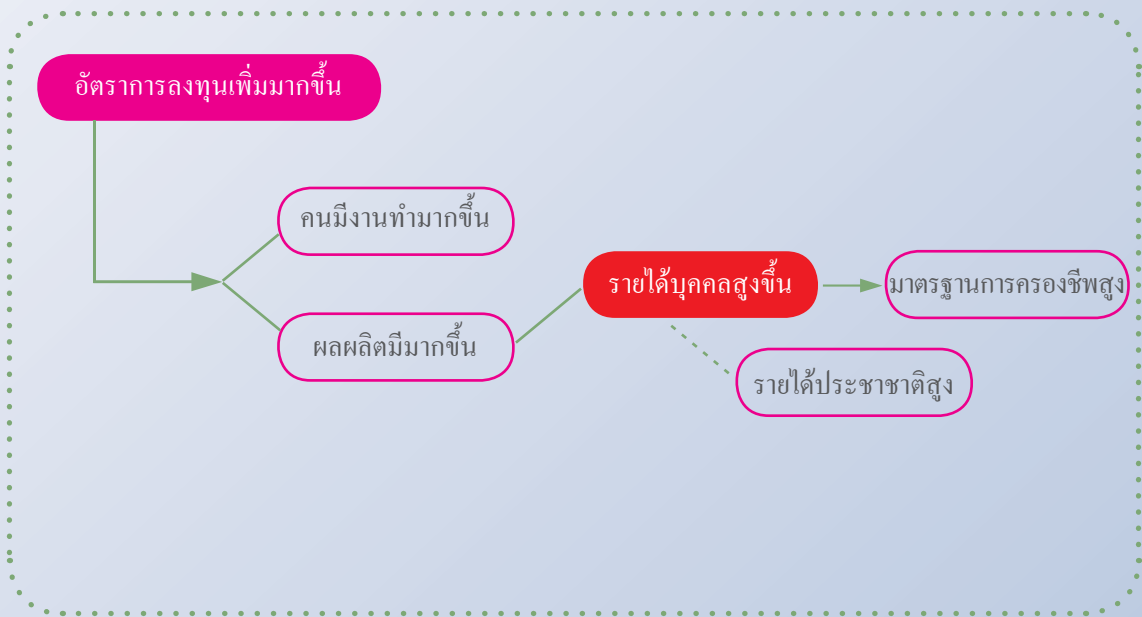 อัตราการลงทุนเพิ่มมากขึ้น
คนมีงานทำมากขึ้น
ผลผลิตมีมากขึ้น
รายได้บุคคลสูงขึ้น
มาตรฐานการครองชีพสูง
รายได้ประชาชาติสูง